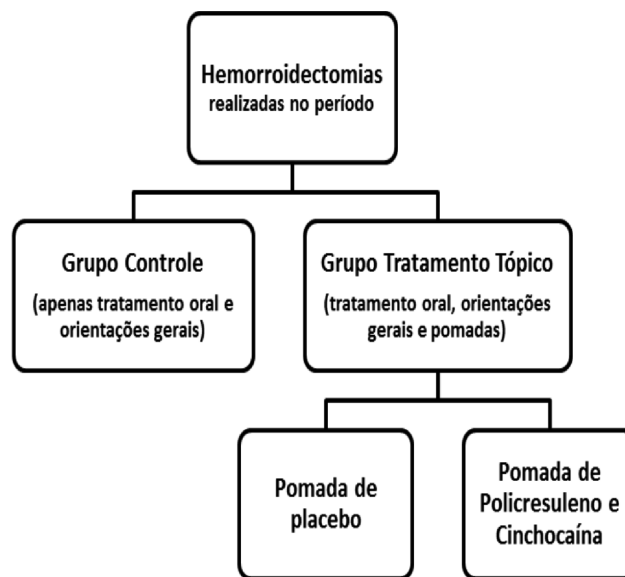 Hemorroidectomias
realizadas no período
Grupo Controle
(apenas tratamento oral e
orientações gerais)
Grupo Tratamento Tópico
(tratamento oral, orientações
gerais e pomadas)
Pomada de
placebo
Pomada de
Policresuleno e
Cinchocaína